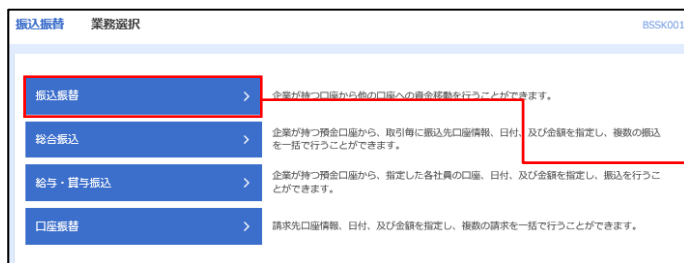 振込振替 業務選択 BSSK001
振込振替 > 企業が持つ口座から他の口座への資金移動を行うことができます。
総合振込 > 企業が持つ預金口座から、取引毎に振込先口座情報、日付、及び金額を指定し、複数の振込
を一括で行うことができます。
給与・賞与振込 > 企業が持つ預金口座から、指定した各社員の口座、日付、及び金額を指定し、振込を行うこ
とができます。
口座振替 > 請求先口座情報、日付、及び金額を指定し、複数の請求を一括で行うことができます。